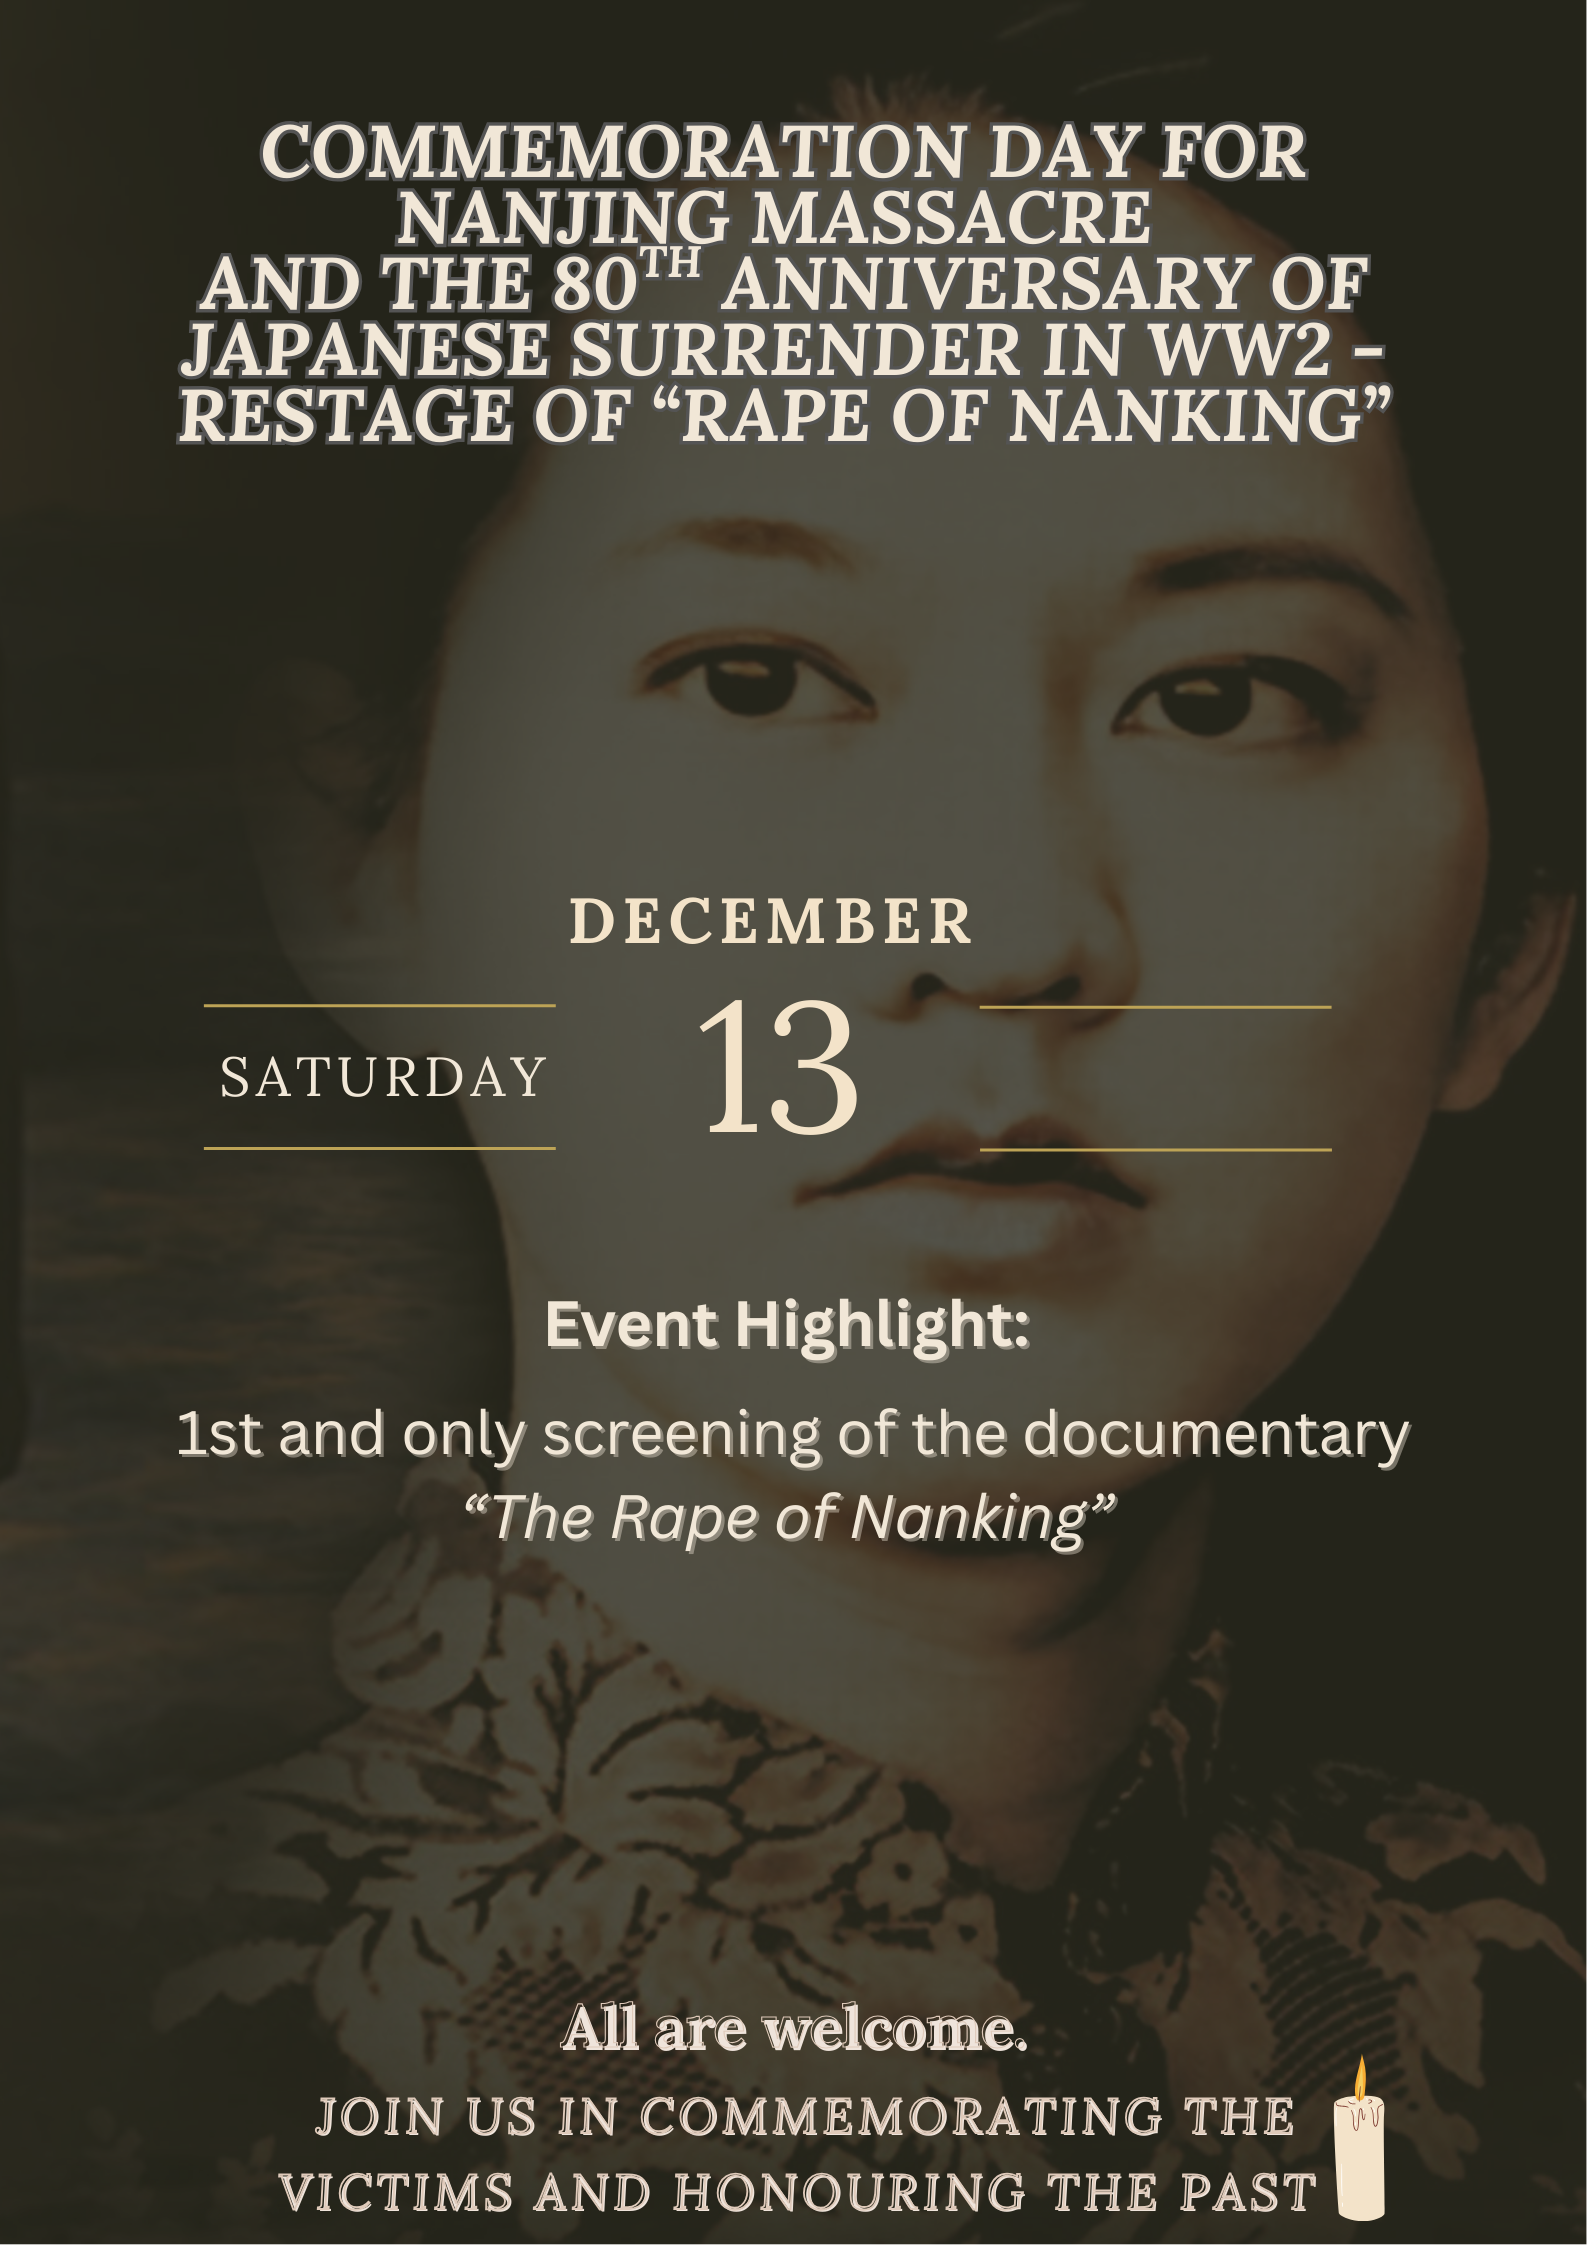 COMMEMORATION DAY FOR
NANJING MASSACRE
AND THE 80TH ANNIVERSARY OF
JAPANESE SURRENDER IN WW2 –
RESTAGE OF “RAPE OF NANKING”
DECEMBER
SATURDAY 13
Event Highlight:
1st and only screening of the documentary
“The Rape of Nanking”
All are welcome.
JOIN US IN COMMEMORATING THE
VICTIMS AND HONOURING THE PAST